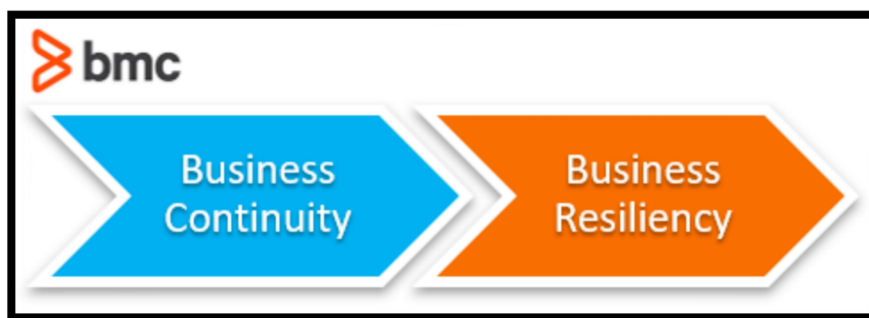 bmc
Business
Continuity
Business
Resiliency